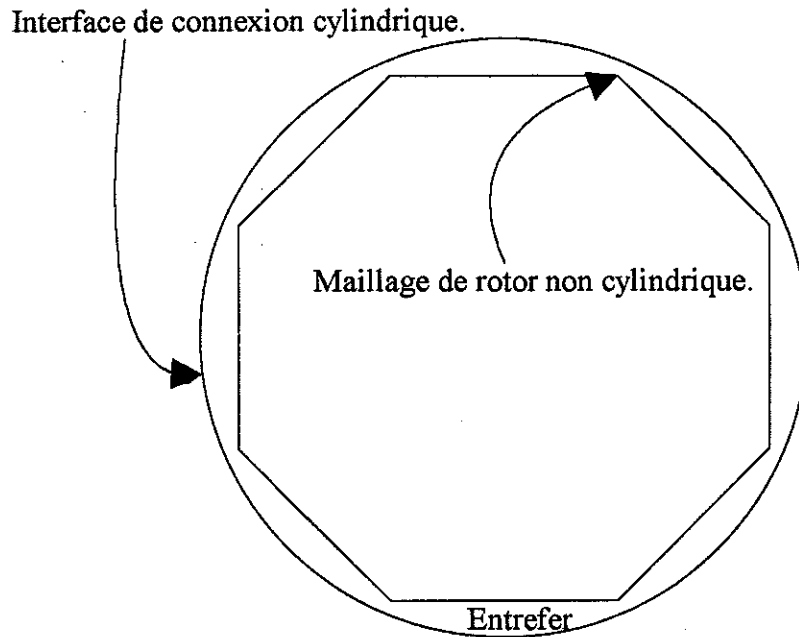 Interface de connexion cylindrique.
Maillage de rotor non cylindrique.
Entrefer